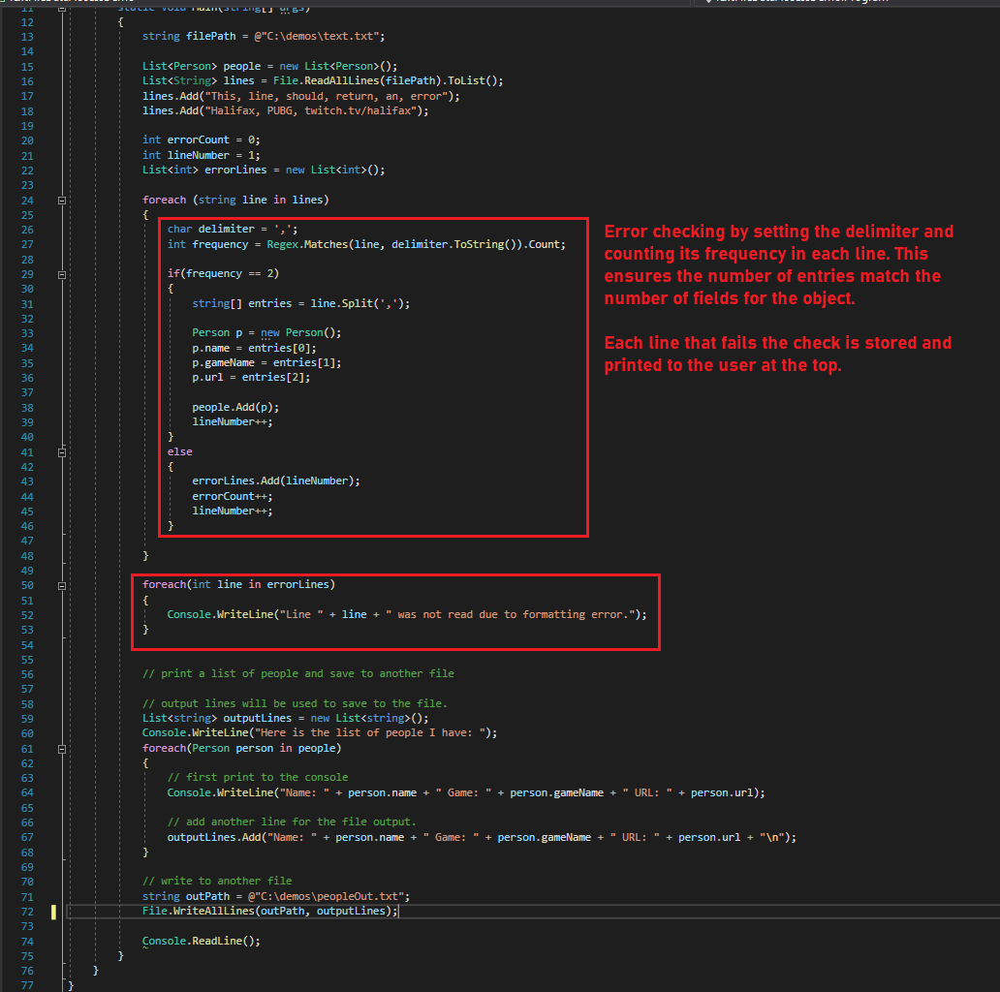 11 static void Main(string[] args)
12 {
13 string filePath = @"C:\demos\text.txt";
14
15 List<Person> people = new List<Person>();
16 List<String> lines = File.ReadAllLines(filePath).ToList();
17 lines.Add("This, line, should, return, an, error");
18 lines.Add("Halifax, PUBG, twitch.tv/halifax");
19
20 int errorCount = 0;
21 int lineNumber = 1;
22 List<int> errorLines = new List<int>();
23
24 foreach (string line in lines)
25 {
26 char delimiter = ',';
27 int frequency = Regex.Matches(line, delimiter.ToString()).Count;
28
29 if(frequency == 2)
30 {
31 string[] entries = line.Split(',');
32
33 Person p = new Person();
34 p.name = entries[0];
35 p.gameName = entries[1];
36 p.url = entries[2];
37
38 people.Add(p);
39 lineNumber++;
40 }
41 else
42 {
43 errorLines.Add(lineNumber);
44 errorCount++;
45 lineNumber++;
46 }
47
48 }
49
50 foreach(int line in errorLines)
51 {
52 Console.WriteLine("Line " + line + " was not read due to formatting error.");
53 }
54
55
56 // print a list of people and save to another file
57
58 // output lines will be used to save to the file.
59 List<string> outputLines = new List<string>();
60 Console.WriteLine("Here is the list of people I have: ");
61 foreach(Person person in people)
62 {
63 // first print to the console
64 Console.WriteLine("Name: " + person.name + " Game: " + person.gameName + " URL: " + person.url);
65
66 // add another line for the file output.
67 outputLines.Add("Name: " + person.name + " Game: " + person.gameName + " URL: " + person.url + "\n");
68 }
69
70 // write to another file
71 string outPath = @"C:\demos\peopleOut.txt";
72 File.WriteAllLines(outPath, outputLines);
73
74 Console.ReadLine();
75 }
76 }
77 }
Error checking by setting the delimiter and
counting its frequency in each line. This
ensures the number of entries match the
number of fields for the object.
Each line that fails the check is stored and
printed to the user at the top.